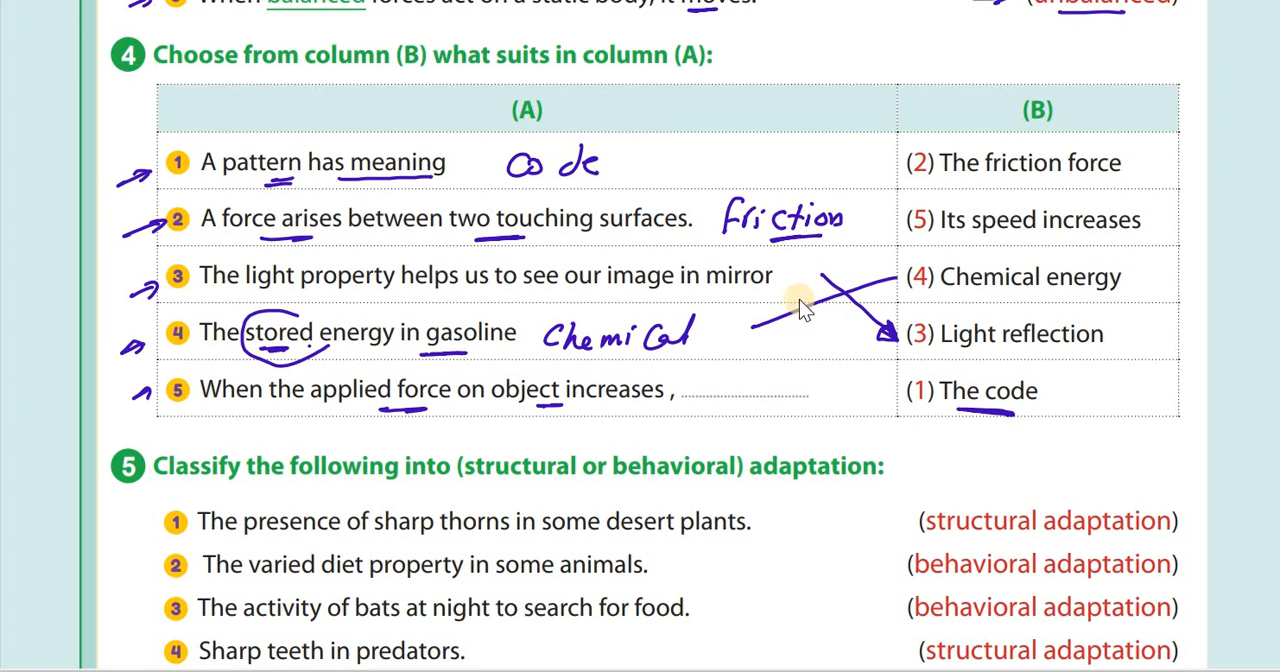 3 When balanced forces act on a static body, it moves. (unbalanced)
4 Choose from column (B) what suits in column (A):
(A) (B)
1 A pattern has meaning code (2) The friction force
2 A force arises between two touching surfaces. friction (5) Its speed increases
3 The light property helps us to see our image in mirror (4) Chemical energy
4 The stored energy in gasoline chemical (3) Light reflection
5 When the applied force on object increases , .............................. (1) The code
5 Classify the following into (structural or behavioral) adaptation:
1 The presence of sharp thorns in some desert plants. (structural adaptation)
2 The varied diet property in some animals. (behavioral adaptation)
3 The activity of bats at night to search for food. (behavioral adaptation)
4 Sharp teeth in predators. (structural adaptation)